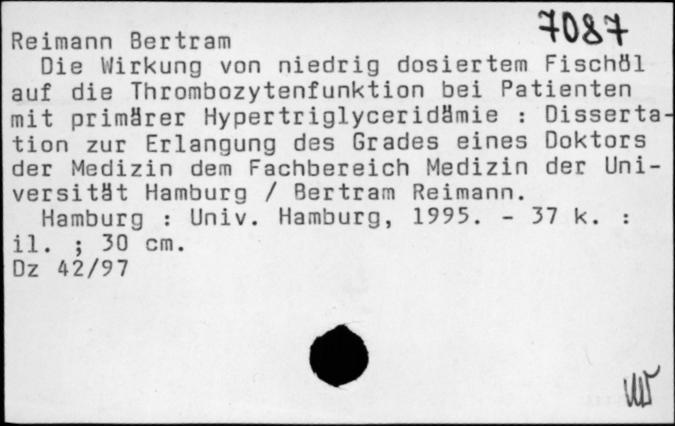 7087
Reimann Bertram
Die Wirkung von niedrig dosiertem Fischöl
auf die Thrombozytenfunktion bei Patienten
mit primärer Hypertriglyceridämie : Disserta-
tion zur Erlangung des Grades eines Doktors
der Medizin dem Fachbereich Medizin der Uni-
versität Hamburg / Bertram Reimann.
Hamburg : Univ. Hamburg, 1995. - 37 k. :
il. ; 30 cm.
Dz 42/97